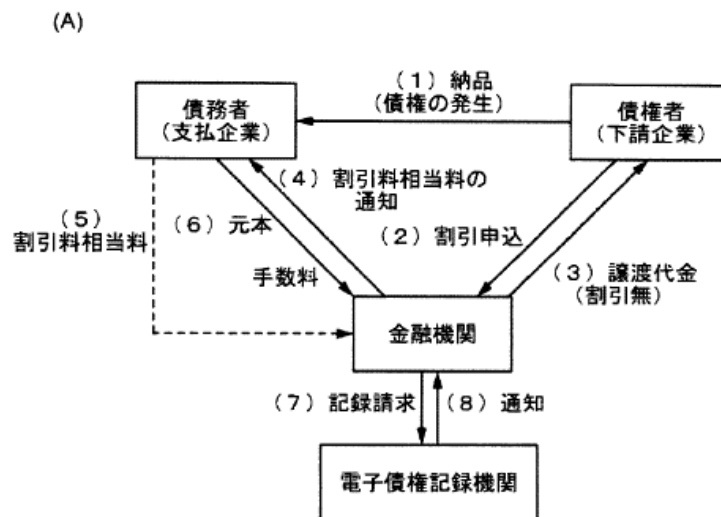 (A)
(1)納品
(債権の発生)
債務者
(支払企業)
債権者
(下請企業)
(4)割引料相当料の
通知
(5)
割引料相当料
(6)元本
(2)割引申込
(3)譲渡代金
(割引無)
手数料
金融機関
(7)記録請求
(8)通知
電子債権記録機関